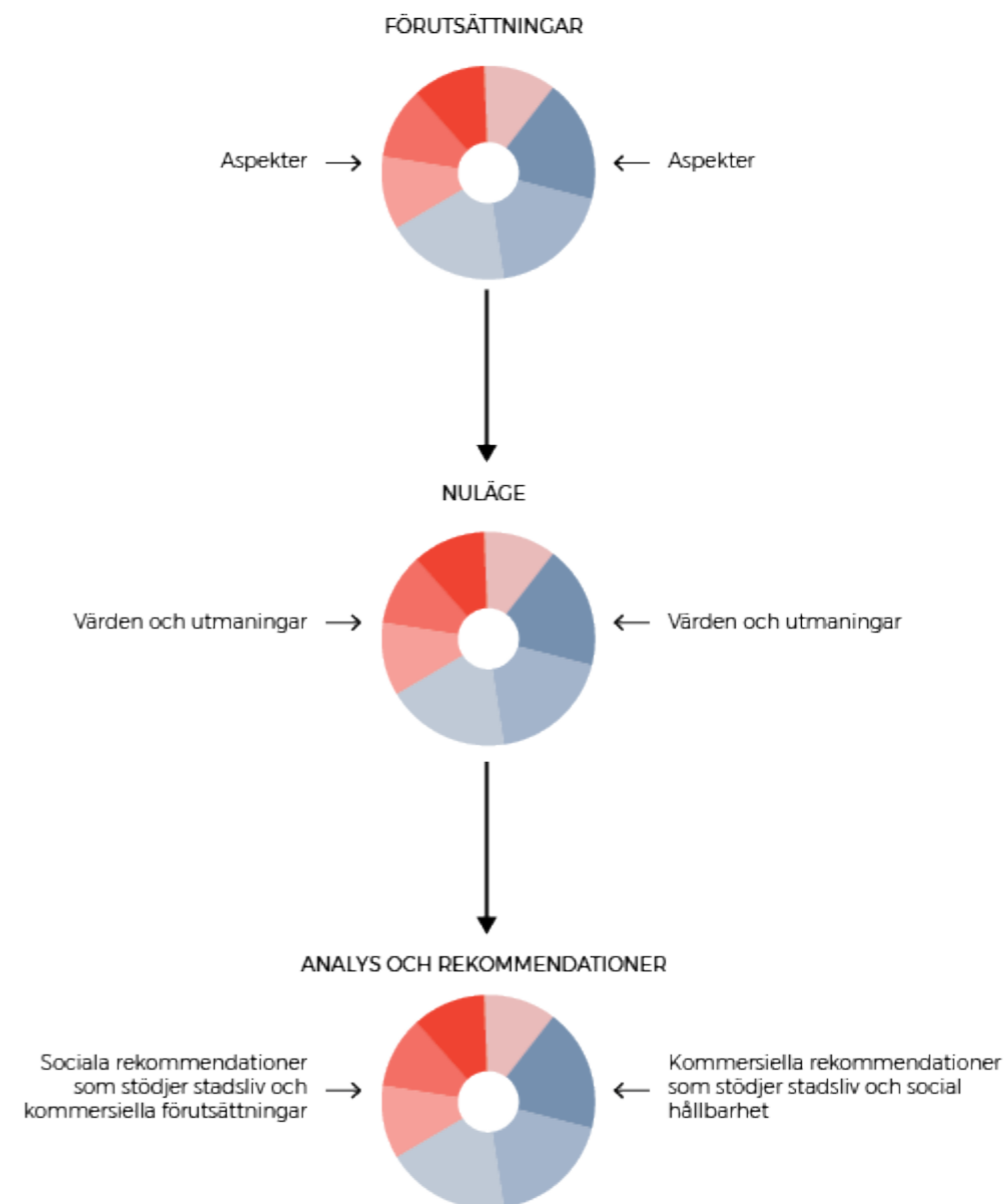 FÖRUTSÄTTNINGAR
Aspekter
Aspekter
NULÄGE
Värden och utmaningar
Värden och utmaningar
ANALYS OCH REKOMMENDATIONER
Sociala rekommendationer
som stödjer stadsliv och
kommersiella förutsättningar
Kommersiella rekommendationer
som stödjer stadsliv och social
hållbarhet